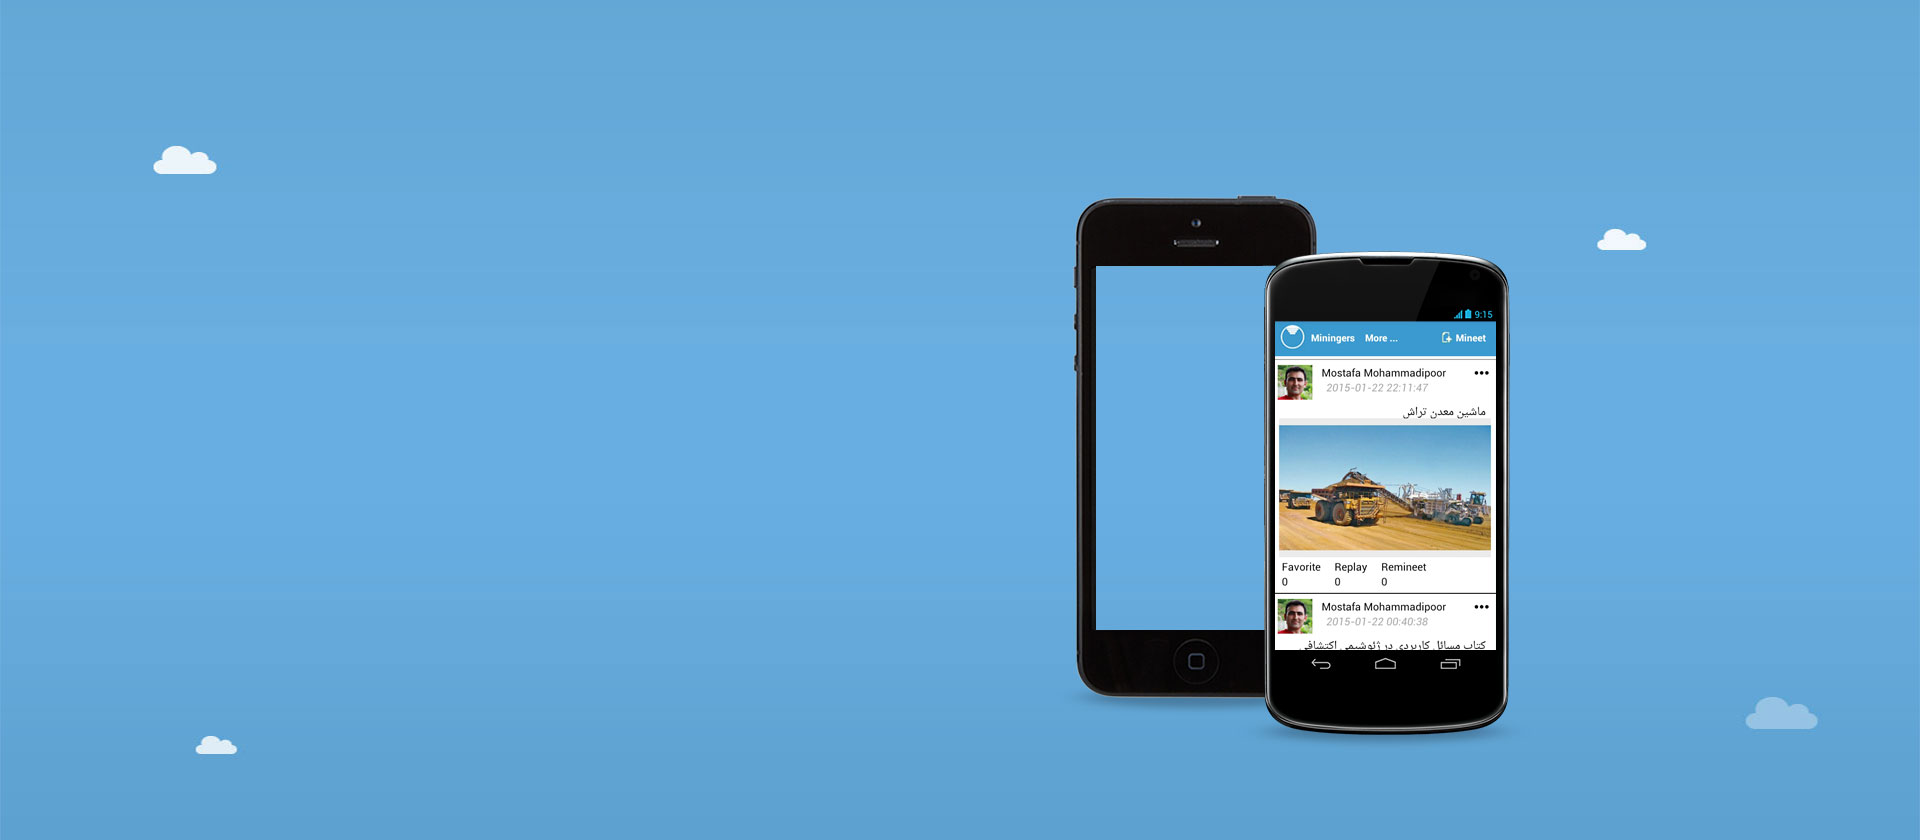 9:15
Miningers More ... Mineet
Mostafa Mohammadipoor
2015-01-22 22:11:47
ماشین معدن تراش
Favorite Replay Remineet
0 0 0
Mostafa Mohammadipoor
2015-01-22 00:40:38
کتاب مسائل کاربردی در ژئوشیمی اکتشافی